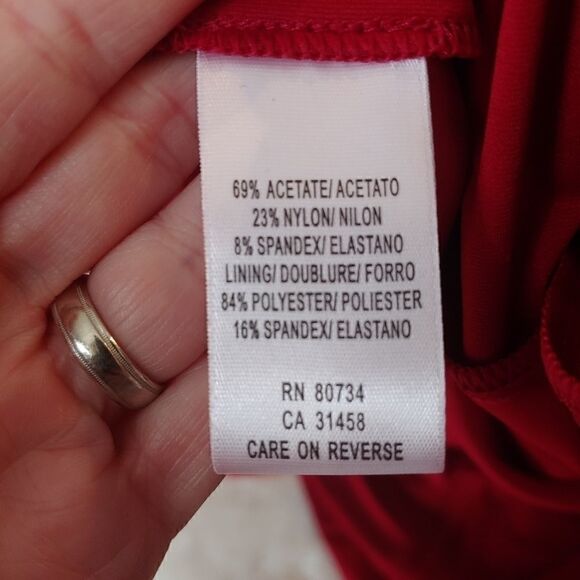 69% ACETATE/ ACETATO
23% NYLON/ NILON
8% SPANDEX/ ELASTANO
LINING/ DOUBLURE/ FORRO
84% POLYESTER/ POLIESTER
16% SPANDEX/ ELASTANO
RN 80734
CA 31458
CARE ON REVERSE